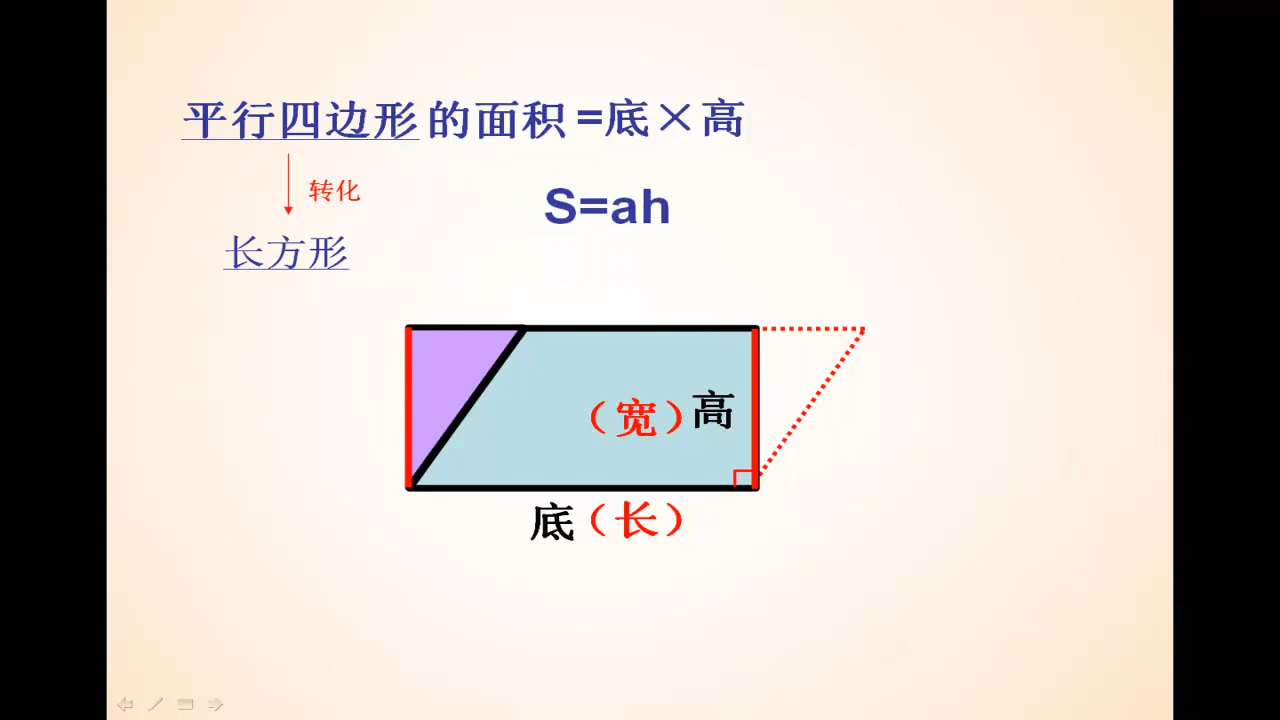 平行四边形的面积=底×高
转化
S=ah
长方形
（宽）高
底（长）